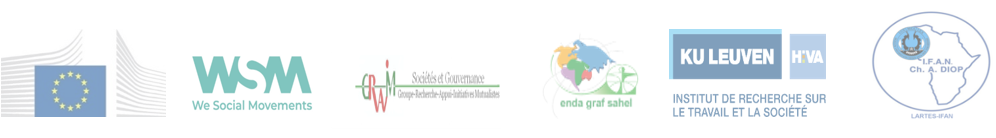 WSM
We Social Movements
GRAIM
Sociétés et Gouvernance
Groupe-Recherche-Appui-Initiatives Mutualistes
enda graf sahel
KU LEUVEN
HIVA
INSTITUT DE RECHERCHE SUR
LE TRAVAIL ET LA SOCIÉTÉ
I.F.A.N.
Ch. A. DIOP
LARTES-IFAN